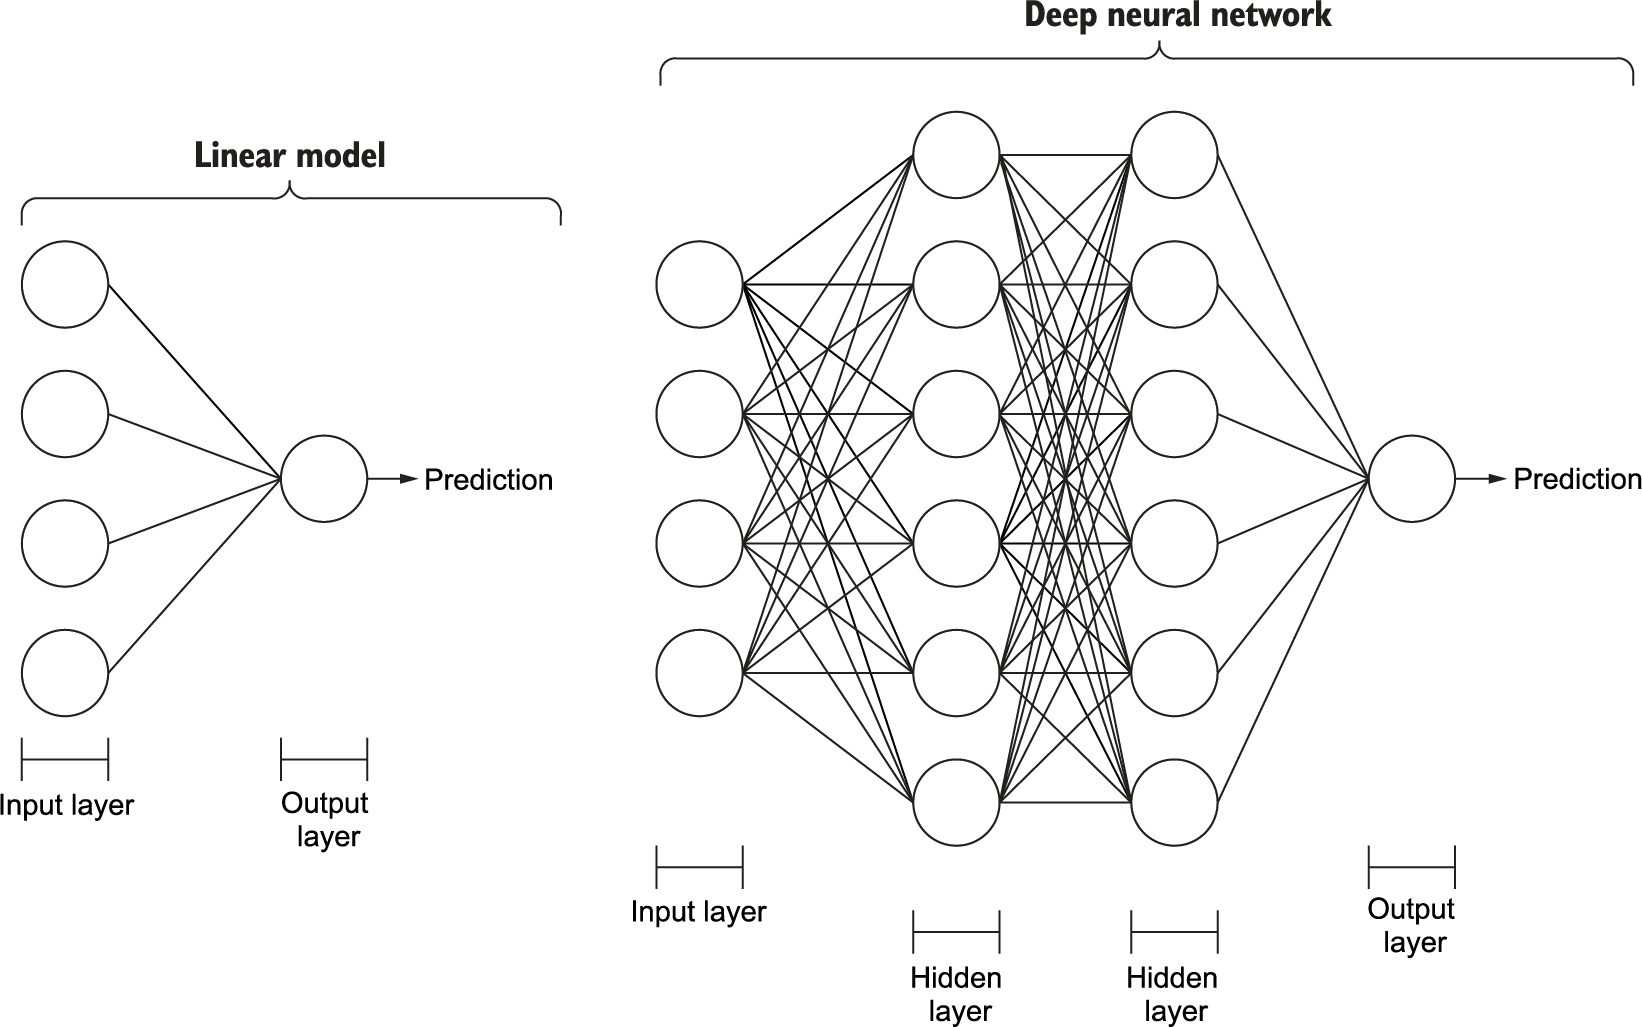 Deep neural network
Linear model
Prediction
Prediction
Input layer
Output
layer
Input layer
Hidden
layer
Hidden
layer
Output
layer